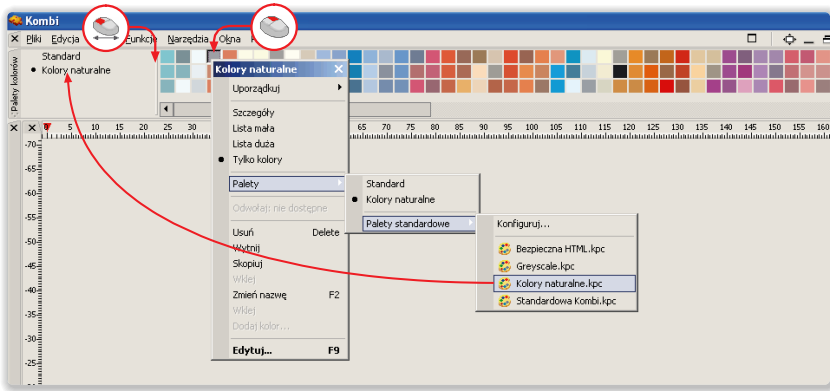 Kombi
Pliki Edycja Funkcje Narzędzia Okna
Palety kolorów
Standard
Kolory naturalne
5 10 15 20 25 30 65 70 75 80 85 90 95 100 105 110 115 120 125 130 135 140 145 150 155 160
-70
-65
-60
-55
-50
-45
-40
-35
-30
-25
Kolory naturalne
Uporządkuj
Szczegóły
Lista mała
Lista duża
Tylko kolory
Palety
Odwołaj: nie dostępne
Usuń Delete
Wytnij
Skopiuj
Wklej
Zmień nazwę F2
Wklej
Dodaj kolor...
Edytuj... F9
Standard
Kolory naturalne
Palety standardowe
Konfiguruj...
Bezpieczna HTML.kpc
Greyscale.kpc
Kolory naturalne.kpc
Standardowa Kombi.kpc